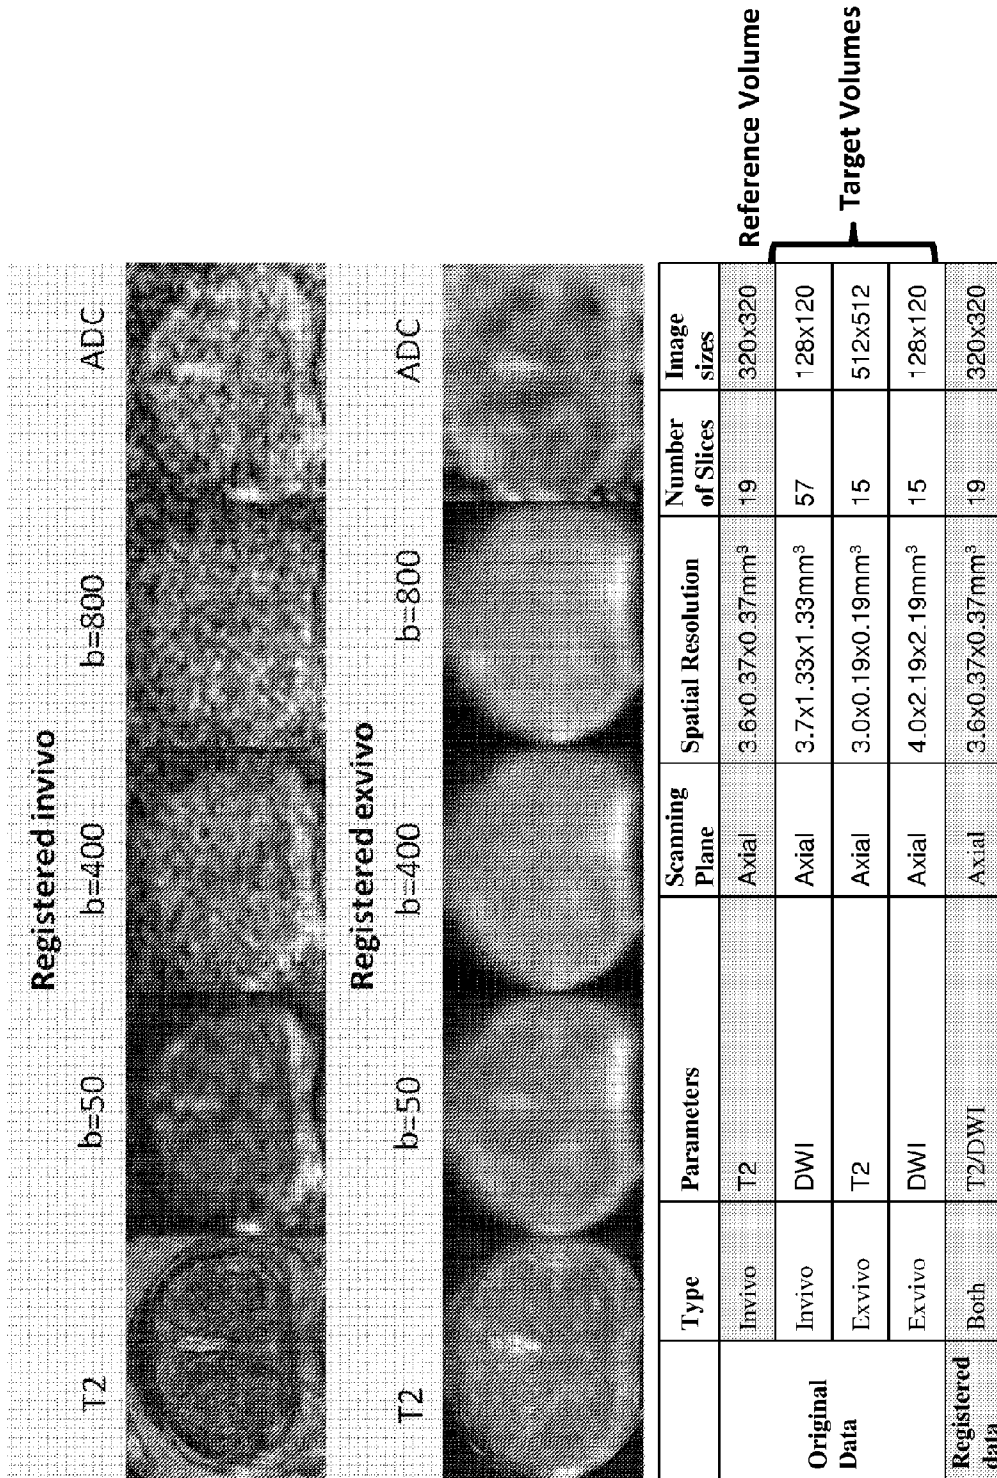 Registered invivo
T2 b=50 b=400 b=800 ADC
Registered exvivo
T2 b=50 b=400 b=800 ADC
Type Parameters Scanning Plane Spatial Resolution Number of Slices Image sizes
Original Data Invivo T2 Axial 3.6x0.37x0.37mm³ 19 320x320 Reference Volume
Invivo DWI Axial 3.7x1.33x1.33mm³ 57 128x120
Exvivo T2 Axial 3.0x0.19x0.19mm³ 15 512x512 Target Volumes
Exvivo DWI Axial 4.0x2.19x2.19mm³ 15 128x120
Registered data Both T2/DWI Axial 3.6x0.37x0.37mm³ 19 320x320